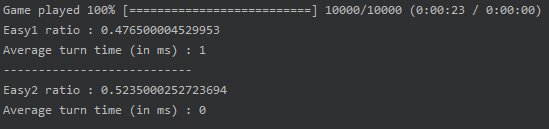 Game played 100% [===========================] 10000/10000 (0:00:23 / 0:00:00)
Easy1 ratio : 0.476500004529953
Average turn time (in ms) : 1
---------------------------
Easy2 ratio : 0.5235000252723694
Average turn time (in ms) : 0